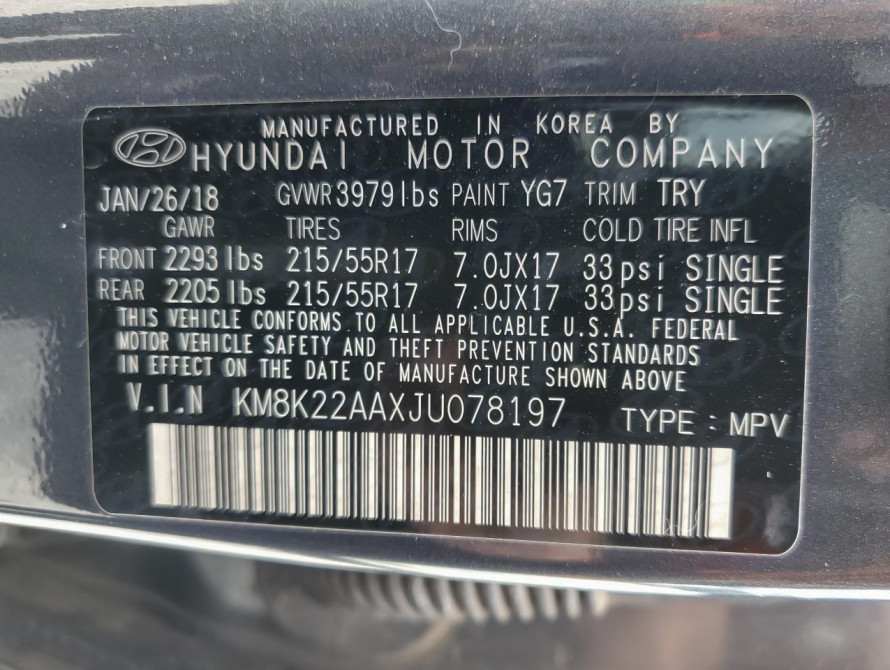 MANUFACTURED IN KOREA BY
HYUNDAI MOTOR COMPANY
JAN/26/18 GVWR 3979 lbs PAINT YG7 TRIM TRY
GAWR TIRES RIMS COLD TIRE INFL
FRONT 2293 lbs 215/55R17 7.0JX17 33psi SINGLE
REAR 2205 lbs 215/55R17 7.0JX17 33psi SINGLE
THIS VEHICLE CONFORMS TO ALL APPLICABLE U.S.A. FEDERAL
MOTOR VEHICLE SAFETY AND THEFT PREVENTION STANDARDS
IN EFFECT ON THE DATE OF MANUFACTURE SHOWN ABOVE
V.I.N KM8K22AAXJU078197 TYPE : MPV